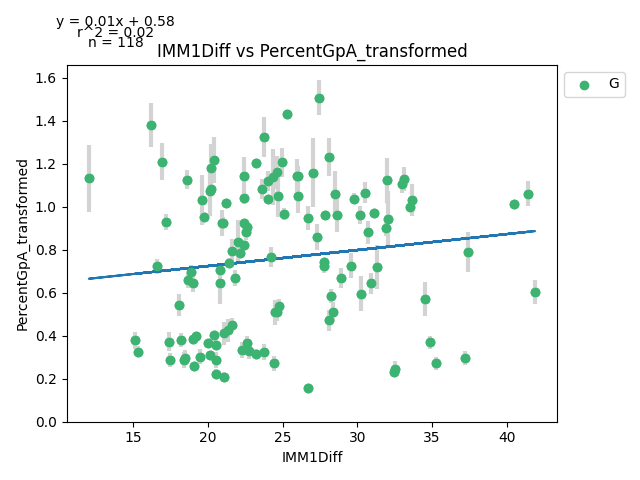 y = 0.01x + 0.58
r^2 = 0.02
n = 118
IMM1Diff vs PercentGpA_transformed
G
PercentGpA_transformed
1.6
1.4
1.2
1.0
0.8
0.6
0.4
0.2
0.0
15 20 25 30 35 40
IMM1Diff